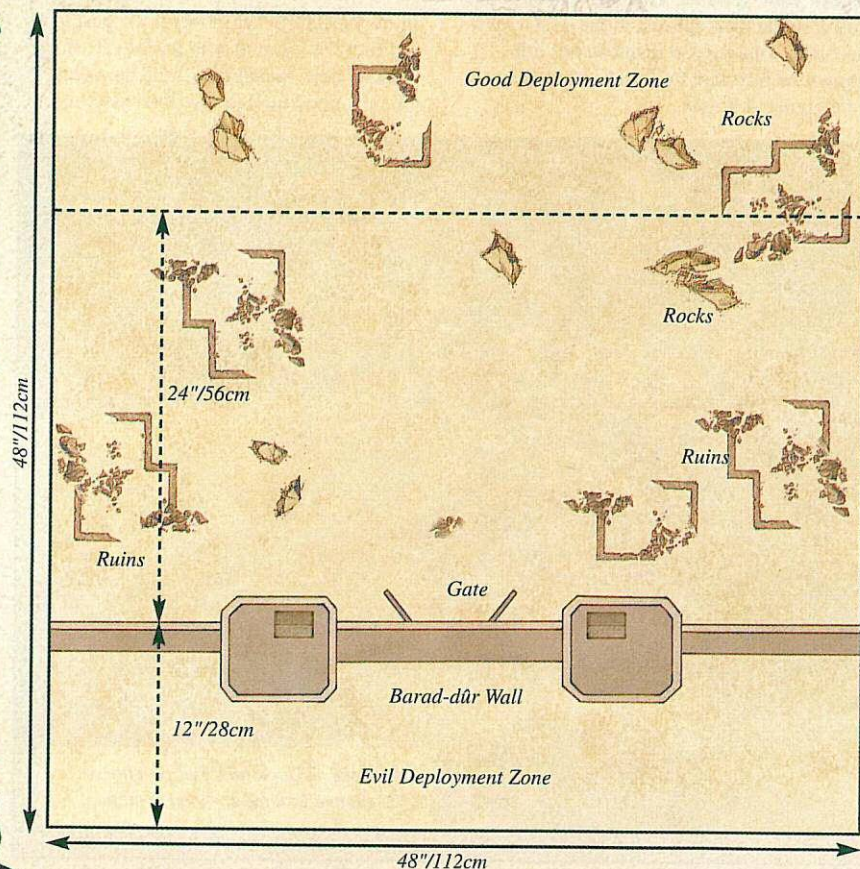 Good Deployment Zone
Rocks
Rocks
24"/56cm
48"/112cm
Ruins
Ruins
Gate
Barad-dûr Wall
12"/28cm
Evil Deployment Zone
48"/112cm